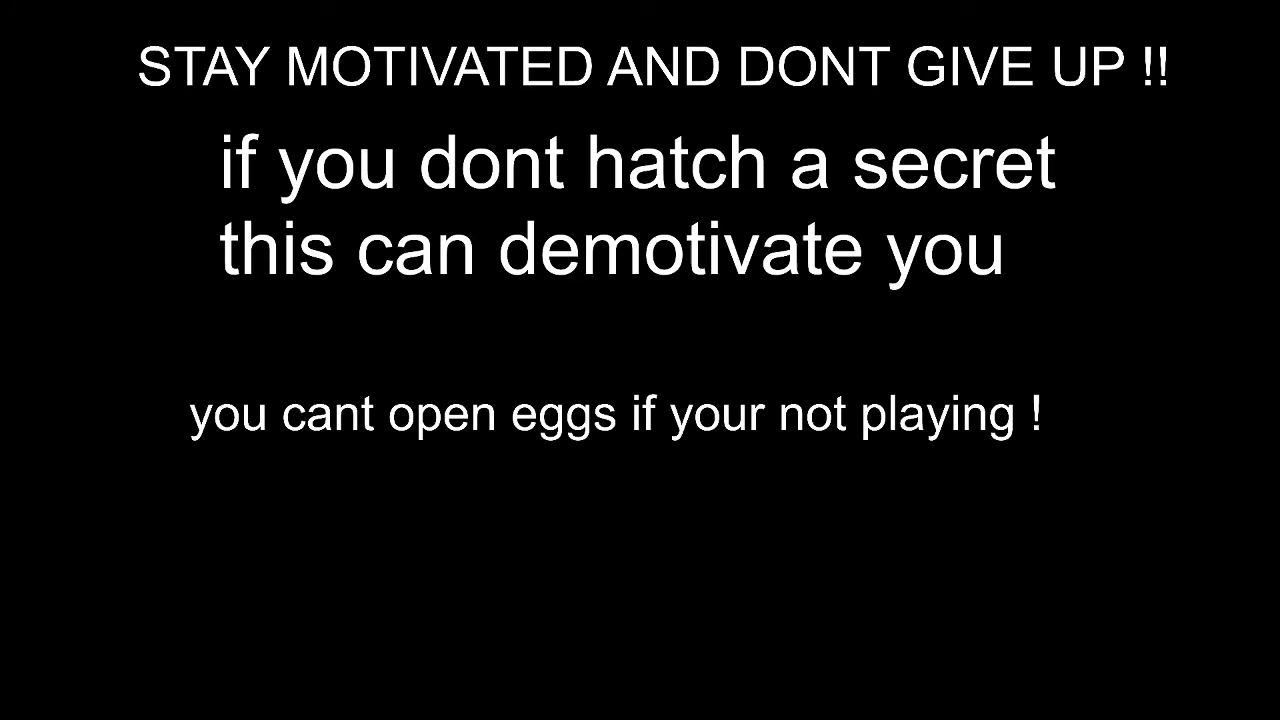 STAY MOTIVATED AND DONT GIVE UP !!
if you dont hatch a secret
this can demotivate you
you cant open eggs if your not playing !